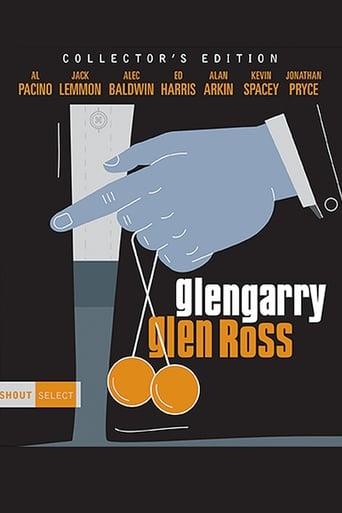 COLLECTOR'S EDITION
AL PACINO
JACK LEMMON
ALEC BALDWIN
ED HARRIS
ALAN ARKIN
KEVIN SPACEY
JONATHAN PRYCE
glengarry
glen Ross
SHOUT SELECT